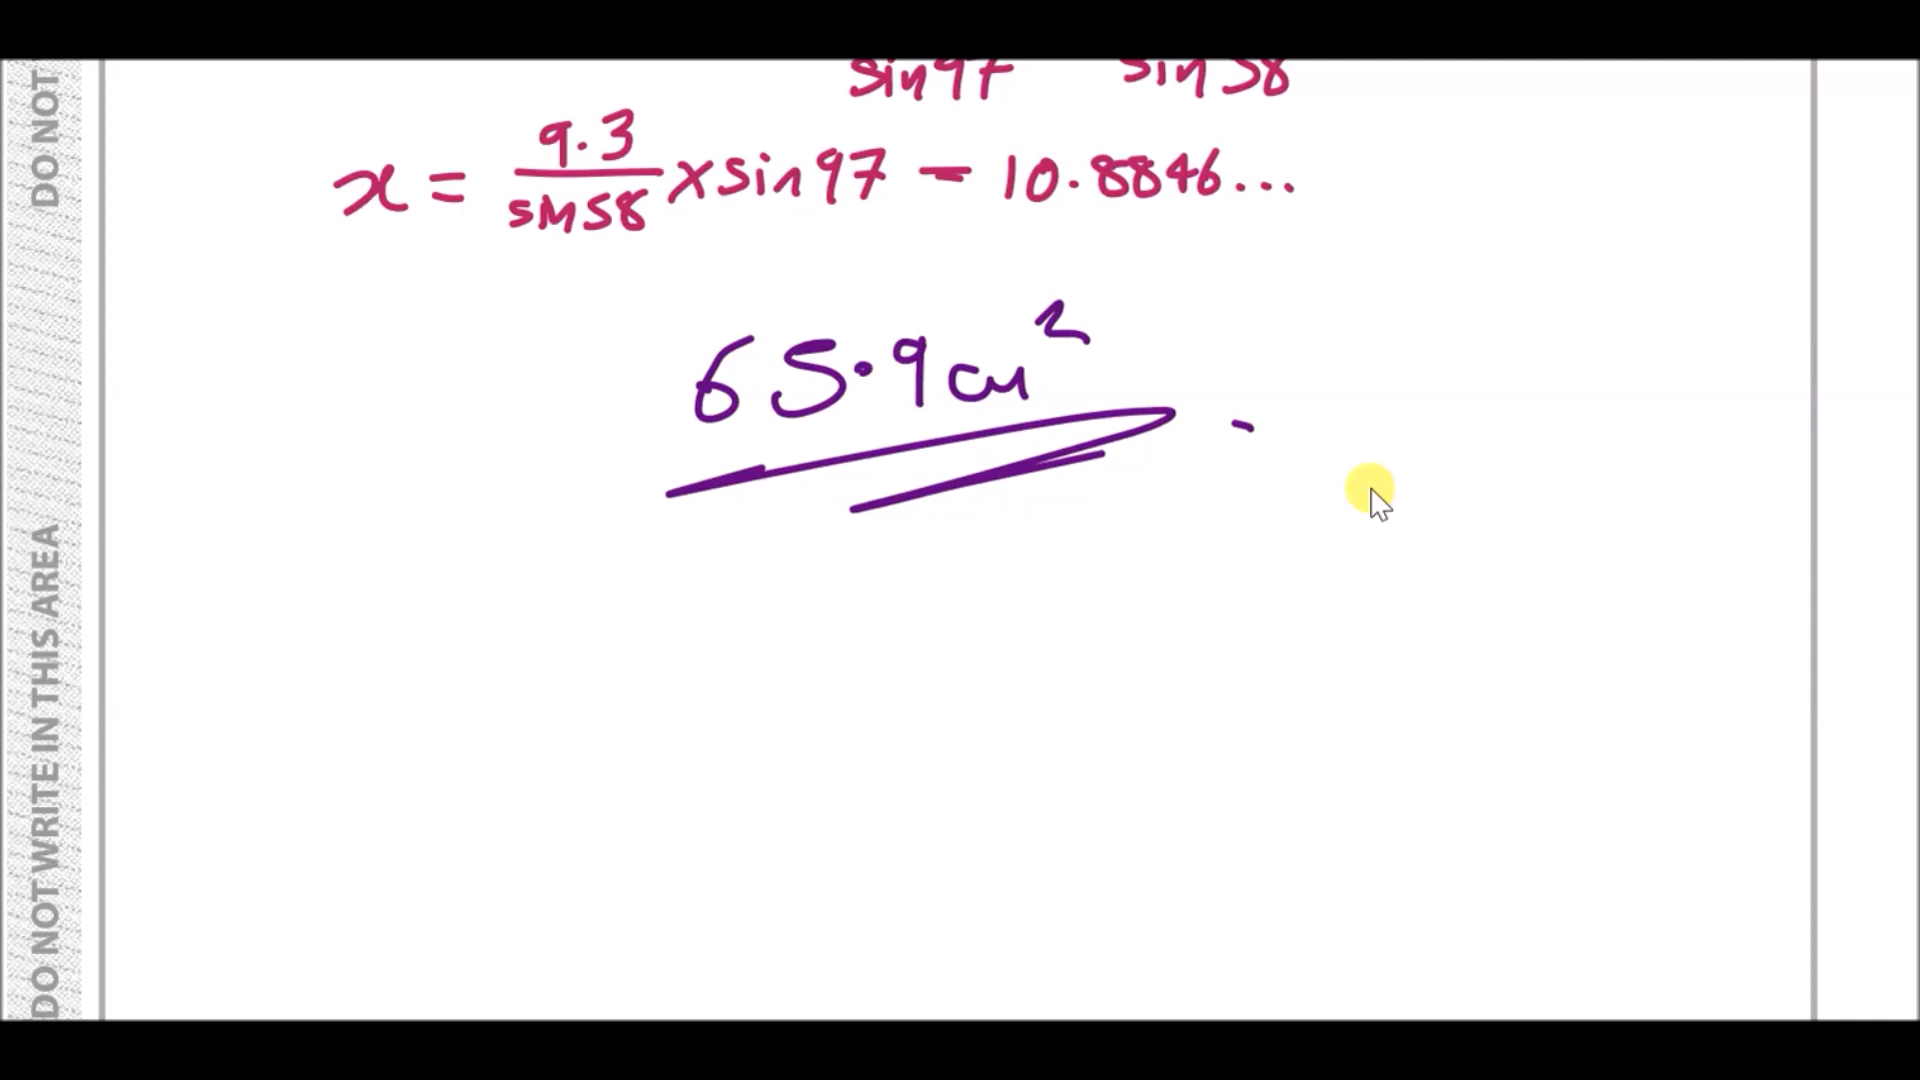 sin97 sin58
x = 9.3/sin58 × sin97 = 10.8846...
65.9cm²
DO NOT
DO NOT WRITE IN THIS AREA